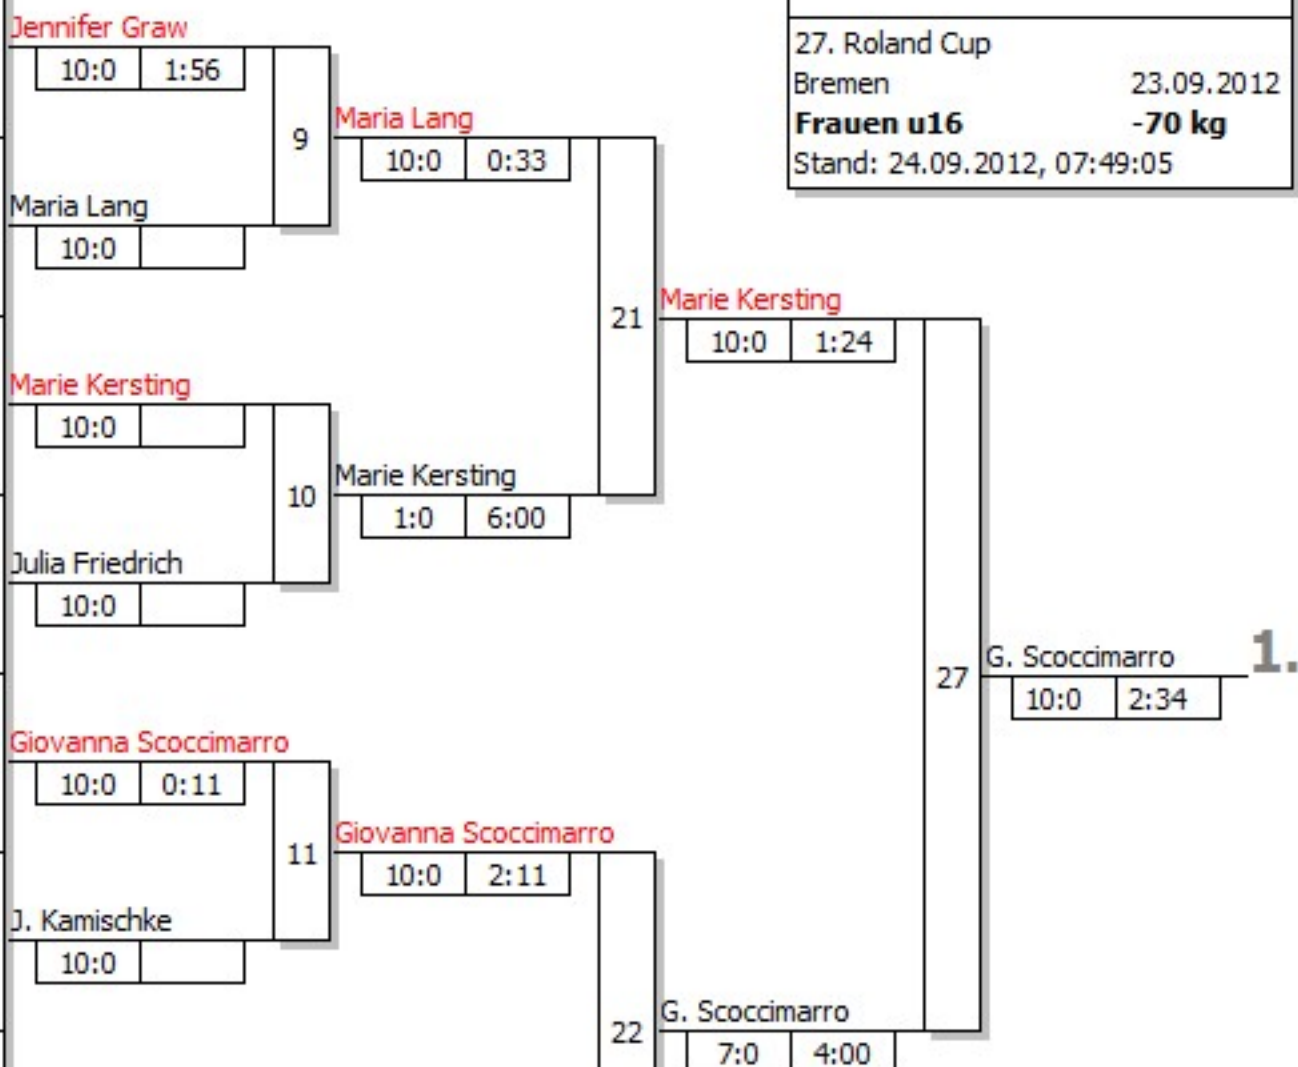 Jennifer Graw
10:0 1:56
9
Maria Lang
10:0 0:33
Maria Lang
10:0
27. Roland Cup
Bremen 23.09.2012
Frauen u16 -70 kg
Stand: 24.09.2012, 07:49:05
21
Marie Kersting
10:0 1:24
Marie Kersting
10:0
10
Marie Kersting
1:0 6:00
Julia Friedrich
10:0
27
G. Scoccimarro
10:0 2:34
1.
Giovanna Scoccimarro
10:0 0:11
11
Giovanna Scoccimarro
10:0 2:11
J. Kamischke
10:0
22
G. Scoccimarro
7:0 4:00